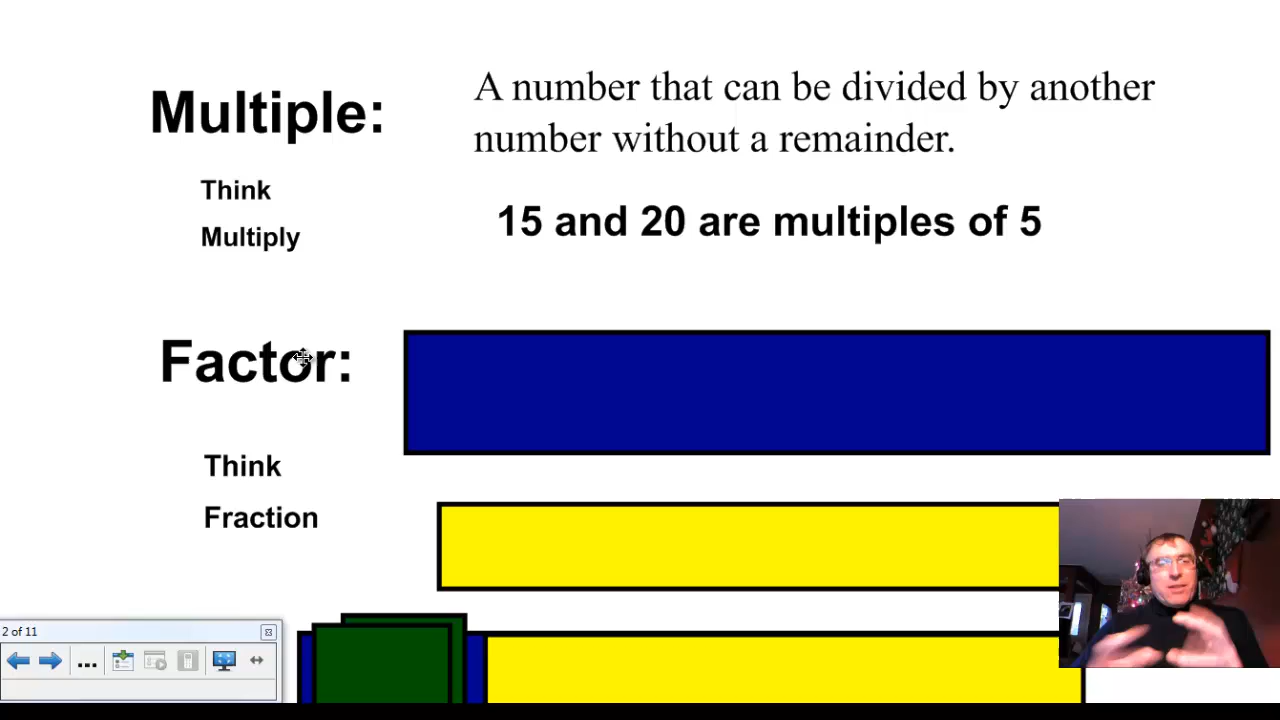 Multiple:
A number that can be divided by another
number without a remainder.
Think
Multiply
15 and 20 are multiples of 5
Factor:
Think
Fraction
2 of 11
...